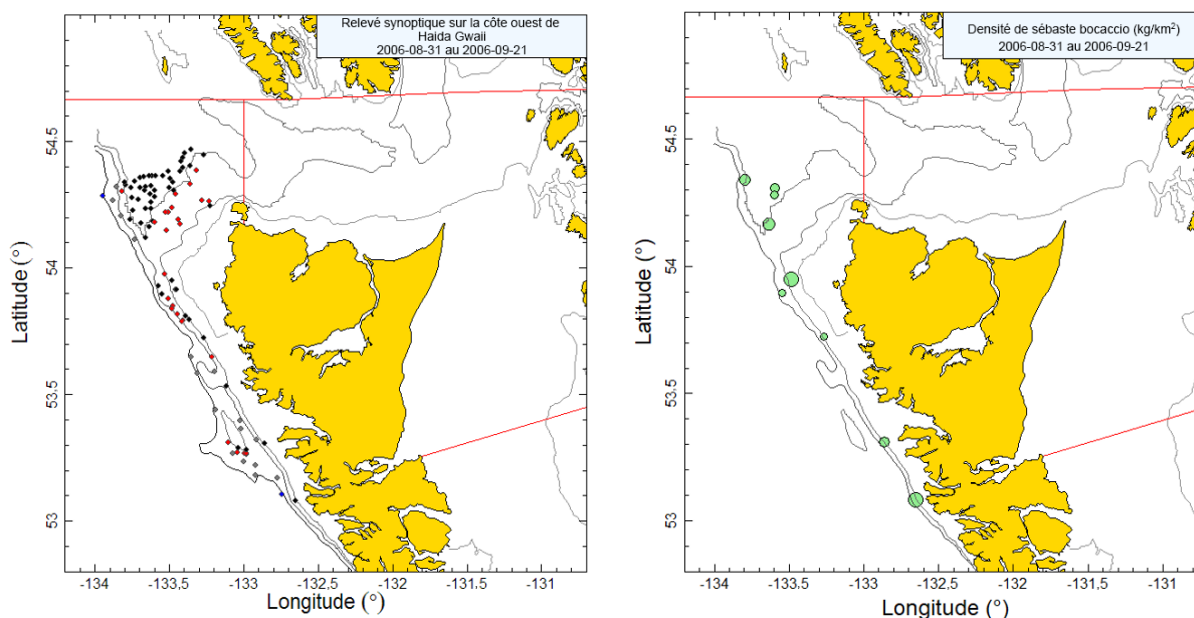 Relevé synoptique sur la côte ouest de
Haida Gwaii
2006-08-31 au 2006-09-21
54,5
54
53,5
53
Latitude (°)
-134
-133,5
-133
-132,5
-132
-131,5
-131
Longitude (°)
Densité de sébaste bocaccio (kg/km²)
2006-08-31 au 2006-09-21
54,5
54
53,5
53
Latitude (°)
-134
-133,5
-133
-132,5
-132
-131,5
-131
Longitude (°)